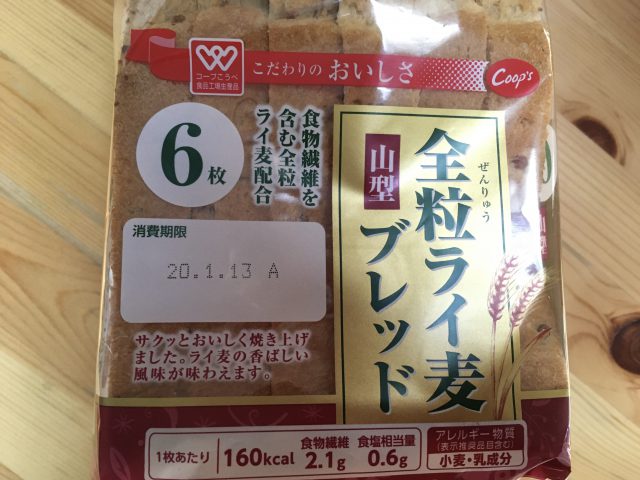 コープこうべ
食品工場生産品
こだわりのおいしさ
Coop's
6枚
食物繊維を
含む全粒
ライ麦配合
ぜんりゅう
全粒ライ麦
山型
ブレッド
消費期限
20.1.13 A
サクッとおいしく焼き上げ
ました。ライ麦の香ばしい
風味が味わえます。
1枚あたり
160kcal
食物繊維
2.1g
食塩相当量
0.6g
アレルギー物質
(表示推奨品目含む)
小麦・乳成分